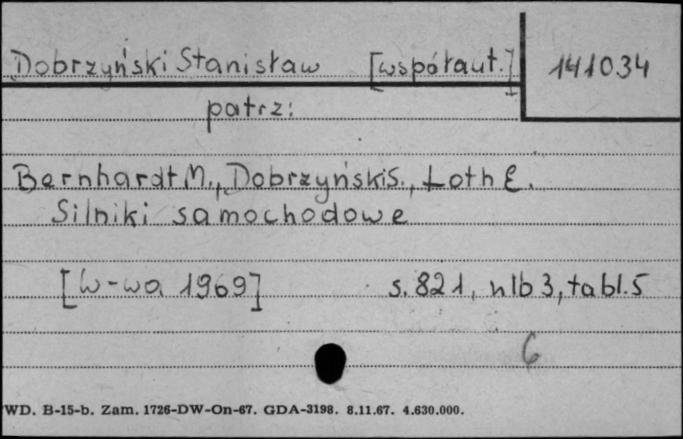 Dobrzyński Stanisław [współaut.] 141034
patrz:
Bernhardt M., Dobrzyński S., Loth E.
Silniki samochodowe
[W-wa 1969] s. 821, nlb 3, tabl. 5
6
WD. B-15-b. Zam. 1726-DW-On-67. GDA-3198. 8.11.67. 4.630.000.